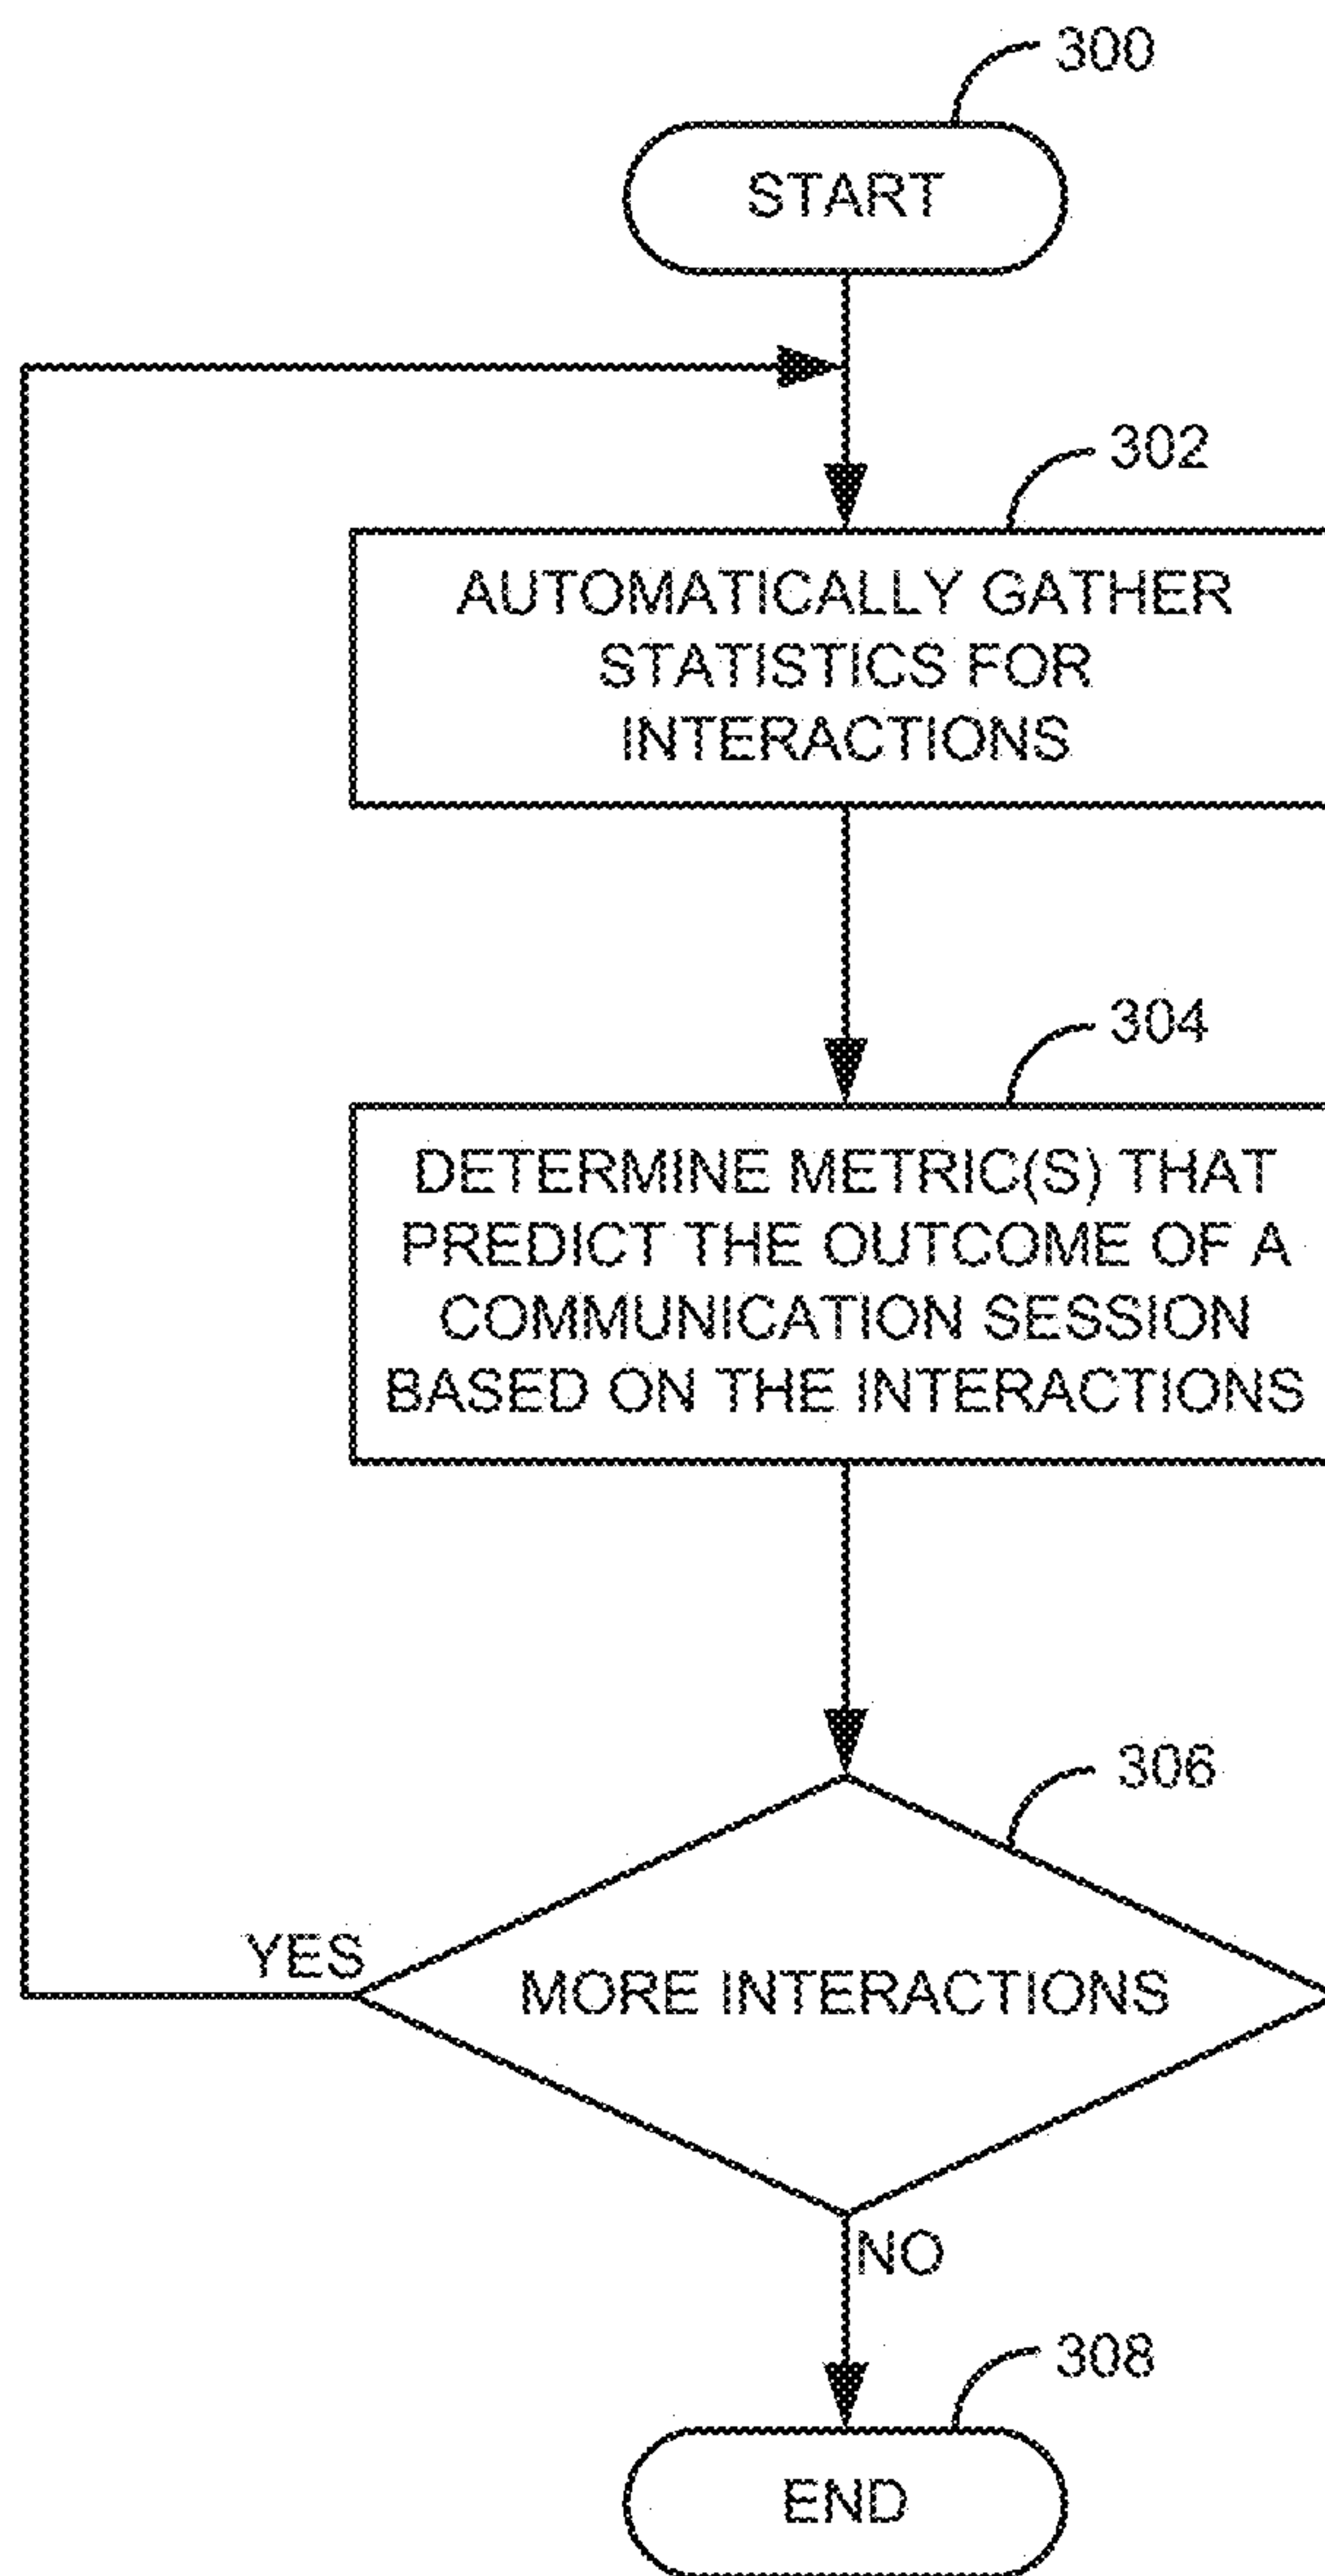 300
START
302
AUTOMATICALLY GATHER
STATISTICS FOR
INTERACTIONS
304
DETERMINE METRIC(S) THAT
PREDICT THE OUTCOME OF A
COMMUNICATION SESSION
BASED ON THE INTERACTIONS
306
YES
MORE INTERACTIONS
NO
308
END